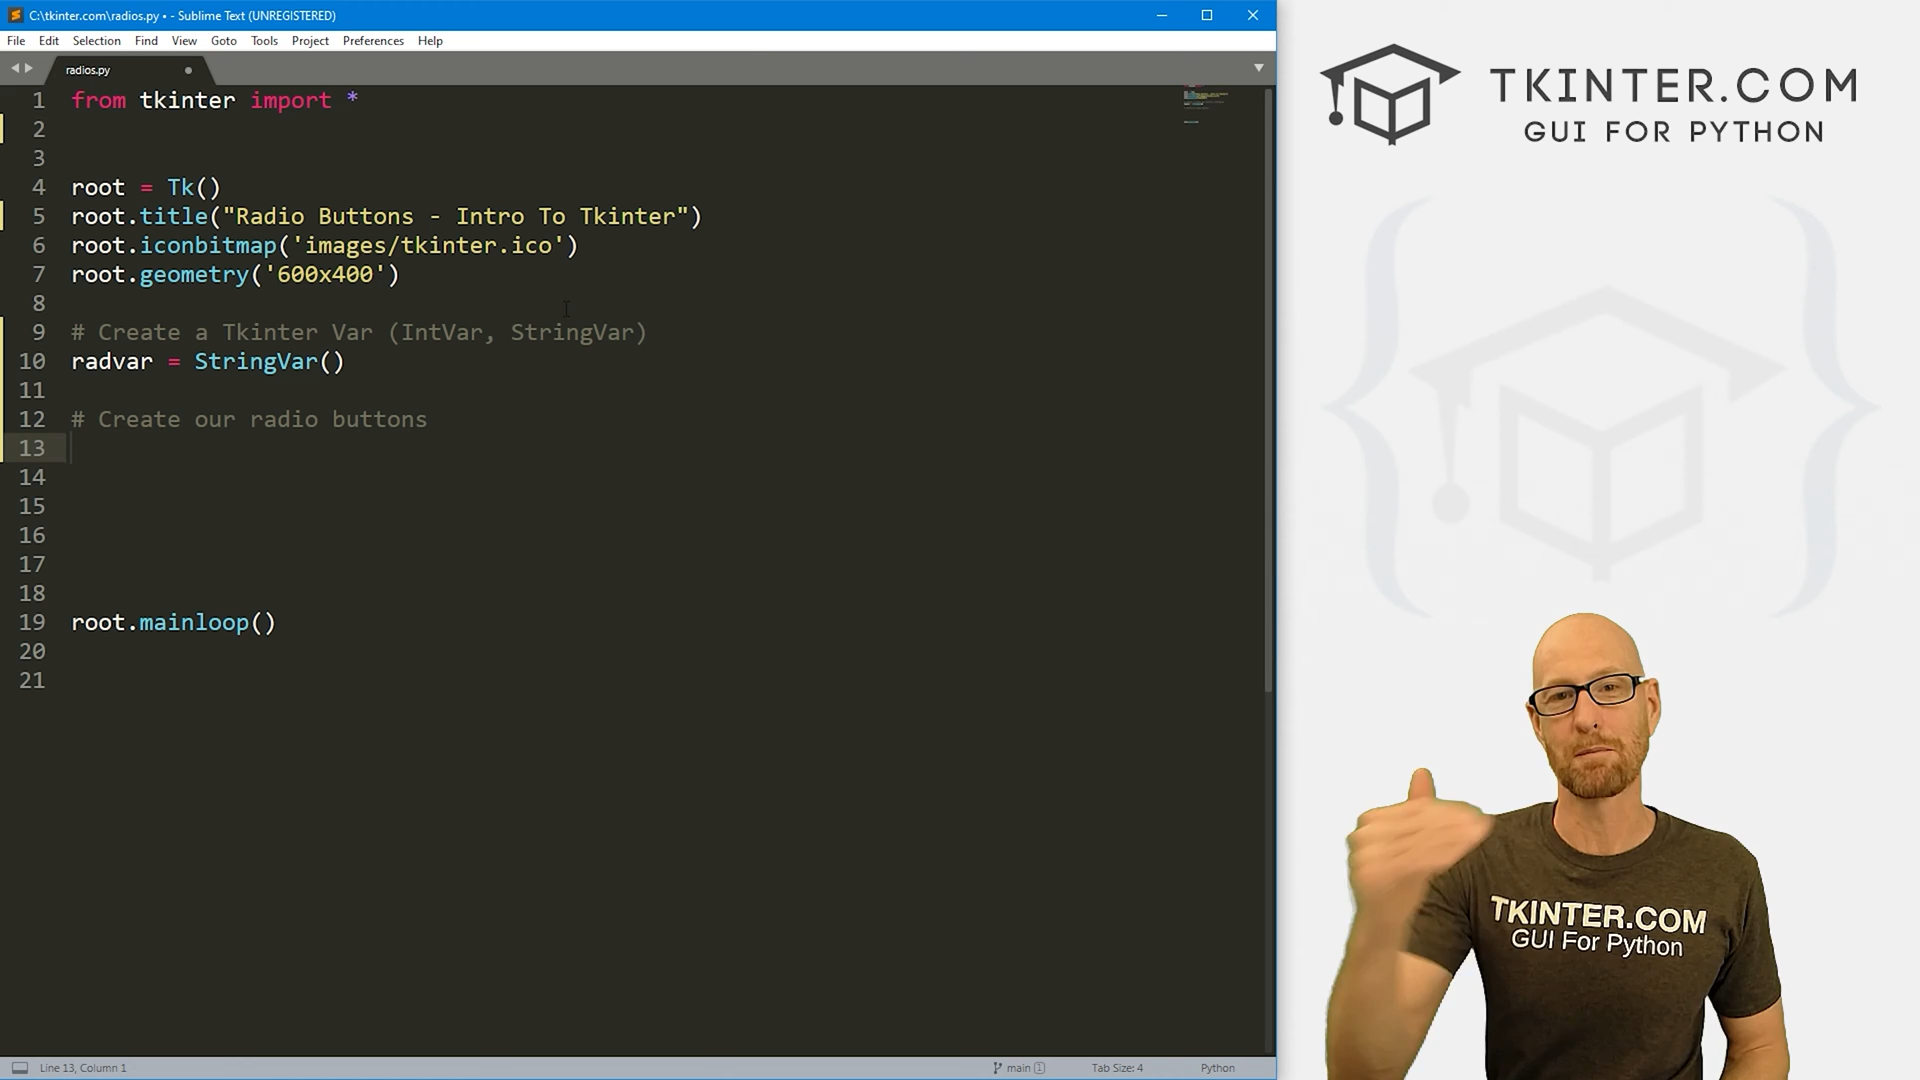 C:\tkinter.com\radios.py • - Sublime Text (UNREGISTERED)
File Edit Selection Find View Goto Tools Project Preferences Help
radios.py
1 from tkinter import *
2
3
4 root = Tk()
5 root.title("Radio Buttons - Intro To Tkinter")
6 root.iconbitmap('images/tkinter.ico')
7 root.geometry('600x400')
8
9 # Create a Tkinter Var (IntVar, StringVar)
10 radvar = StringVar()
11
12 # Create our radio buttons
13
14
15
16
17
18
19 root.mainloop()
20
21
Line 13, Column 1 main 1 Tab Size: 4 Python
TKINTER.COM
GUI FOR PYTHON
TKINTER.COM
GUI For Python